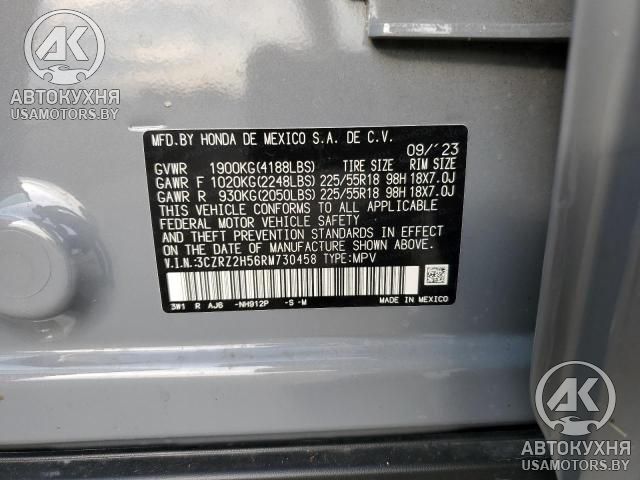 AK
АВТОКУХНЯ
USAMOTORS.BY
MFD.BY HONDA DE MEXICO S.A. DE C.V.
09/'23
GVWR 1900KG(4188LBS) TIRE SIZE RIM SIZE
GAWR F 1020KG(2248LBS) 225/55R18 98H 18X7.0J
GAWR R 930KG(2050LBS) 225/55R18 98H 18X7.0J
THIS VEHICLE CONFORMS TO ALL APPLICABLE
FEDERAL MOTOR VEHICLE SAFETY
AND THEFT PREVENTION STANDARDS IN EFFECT
ON THE DATE OF MANUFACTURE SHOWN ABOVE.
V.I.N.:3CZRZ2H56RM730458 TYPE:MPV
3W1 R AJ6 -NH912P -S -M
MADE IN MEXICO
AK
АВТОКУХНЯ
USAMOTORS.BY